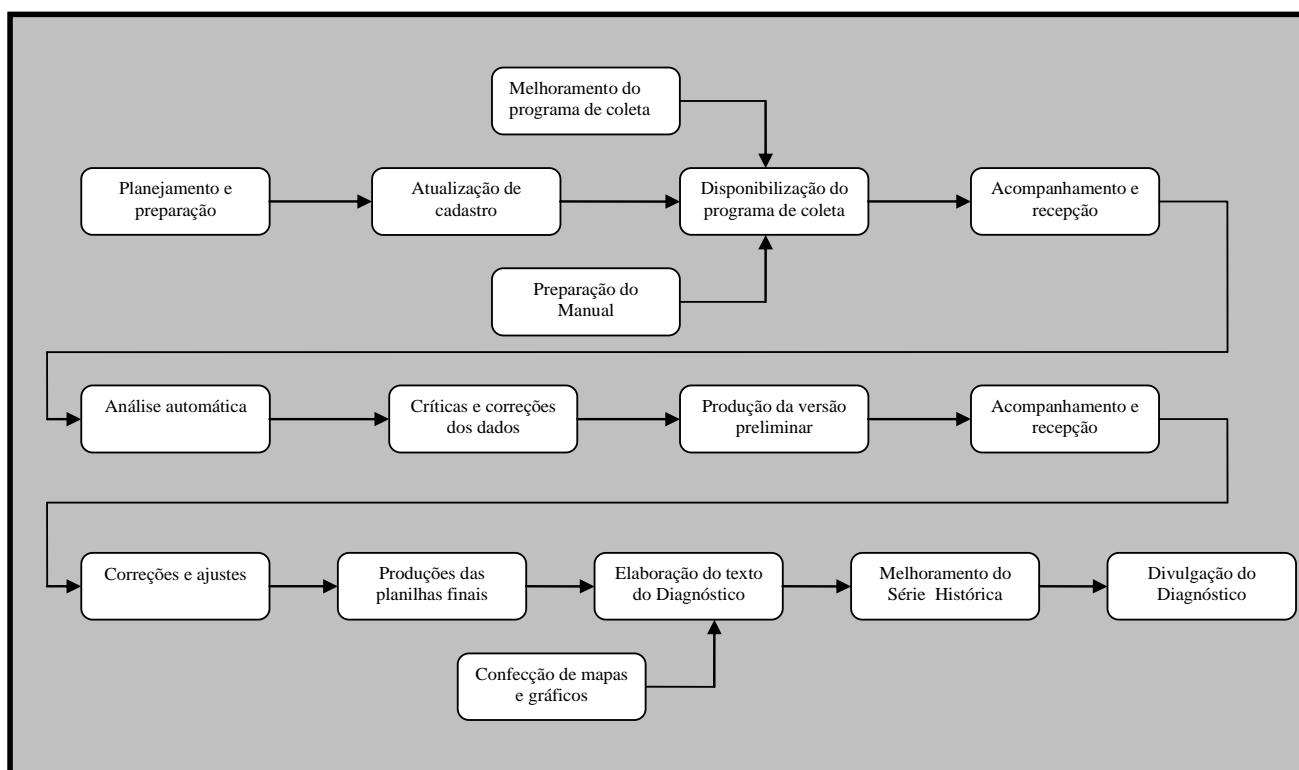 Melhoramento do
programa de coleta
Planejamento e
preparação
Atualização de
cadastro
Disponibilização do
programa de coleta
Acompanhamento e
recepção
Preparação do
Manual
Análise automática
Críticas e correções
dos dados
Produção da versão
preliminar
Acompanhamento e
recepção
Correções e ajustes
Produções das
planilhas finais
Elaboração do texto
do Diagnóstico
Melhoramento do
Série Histórica
Divulgação do
Diagnóstico
Confecção de mapas
e gráficos